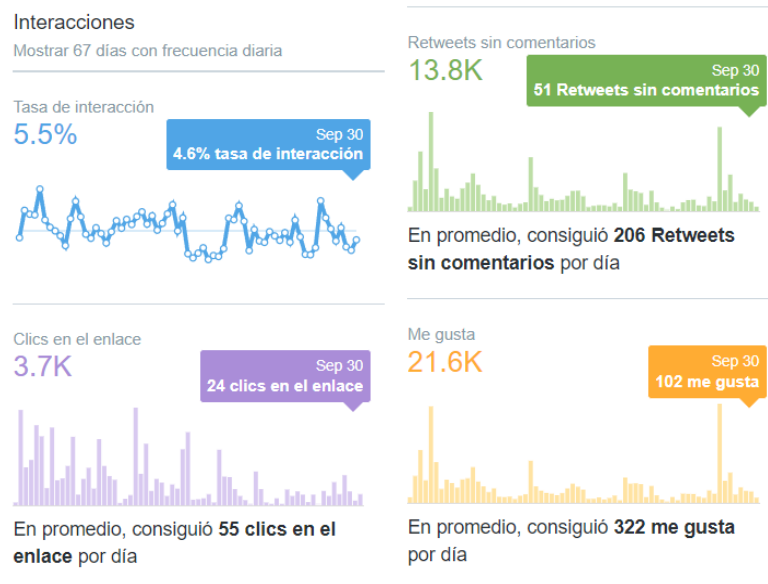 Interacciones
Mostrar 67 días con frecuencia diaria
Tasa de interacción
5.5%
Sep 30
4.6% tasa de interacción
Clics en el enlace
3.7K
Sep 30
24 clics en el enlace
En promedio, consiguió 55 clics en el
enlace por día
Retweets sin comentarios
13.8K
Sep 30
51 Retweets sin comentarios
En promedio, consiguió 206 Retweets
sin comentarios por día
Me gusta
21.6K
Sep 30
102 me gusta
En promedio, consiguió 322 me gusta
por día